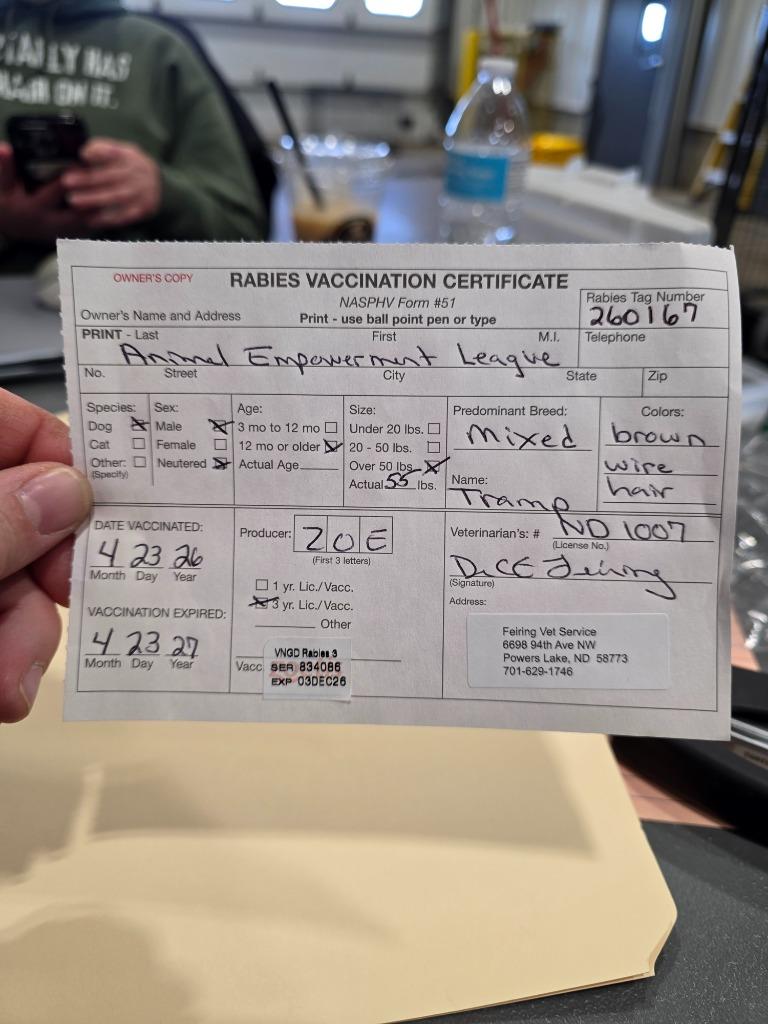 OWNER'S COPY
RABIES VACCINATION CERTIFICATE
NASPHV Form #51
Owner's Name and Address
Print - use ball point pen or type
Rabies Tag Number
260167
PRINT - Last First M.I. Telephone
Animal Empowerment League
No. Street City State Zip
Species:
Dog
Cat
Other:
(Specify)
Sex:
Male
Female
Neutered
Age:
3 mo to 12 mo
12 mo or older
Actual Age
Size:
Under 20 lbs.
20 - 50 lbs.
Over 50 lbs.
Actual 55 lbs.
Predominant Breed:
Mixed
Name:
Tramp
Colors:
brown
wire
hair
DATE VACCINATED:
4 23 26
Month Day Year
VACCINATION EXPIRED:
4 23 27
Month Day Year
Producer: ZOE
(First 3 letters)
1 yr. Lic./Vacc.
3 yr. Lic./Vacc.
Other
Vacc
VNGD Rabies 3
SER 834086
EXP 03DEC26
Veterinarian's: # ND 1007
(License No.)
(Signature)
Address:
Feiring Vet Service
6698 94th Ave NW
Powers Lake, ND 58773
701-629-1746